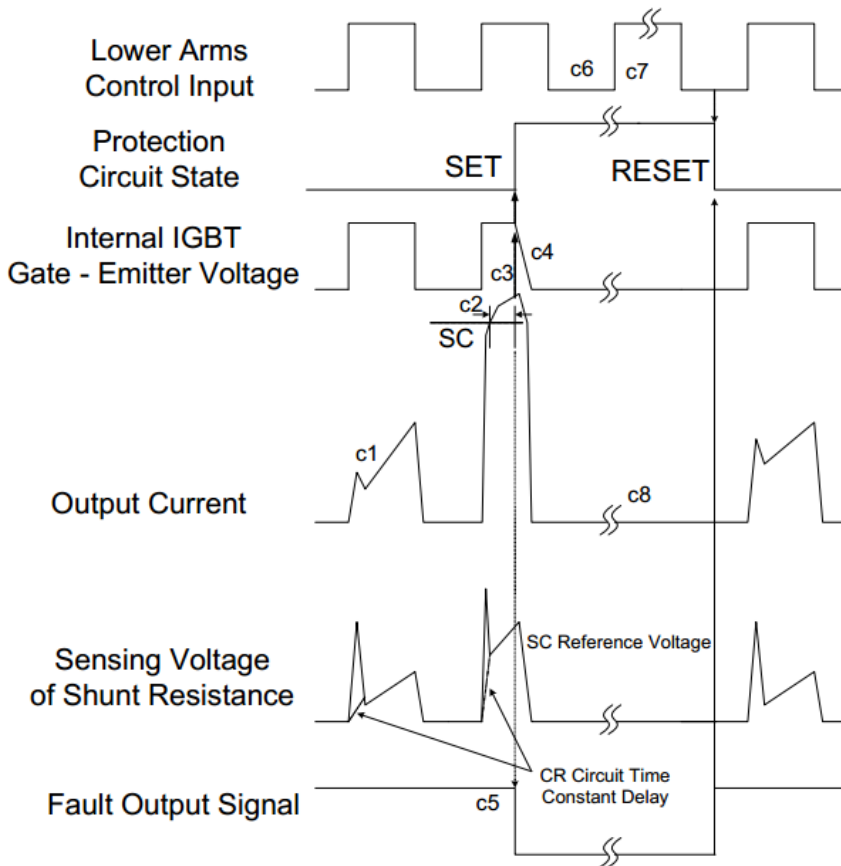 Lower Arms
Control Input
c6
c7
Protection
Circuit State
SET
RESET
Internal IGBT
Gate - Emitter Voltage
c3
c4
c2
SC
c1
Output Current
c8
SC Reference Voltage
Sensing Voltage
of Shunt Resistance
CR Circuit Time
Constant Delay
Fault Output Signal
c5